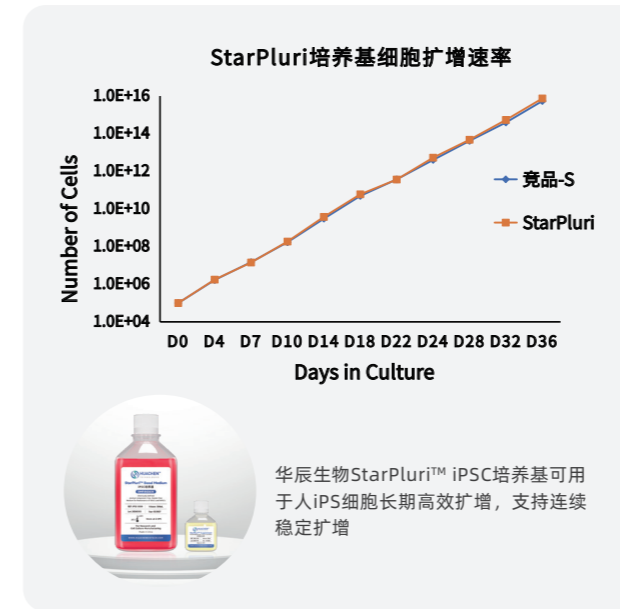 StarPluri培养基细胞扩增速率
1.0E+16
1.0E+14
1.0E+12
1.0E+10
1.0E+08
1.0E+06
1.0E+04
Number of Cells
D0 D4 D7 D10 D14 D18 D22 D24 D28 D32 D36
Days in Culture
竞品-S
StarPluri
HUACHEN
华辰生物StarPluri™ iPSC培养基可用
于人iPS细胞长期高效扩增，支持连续
稳定扩增